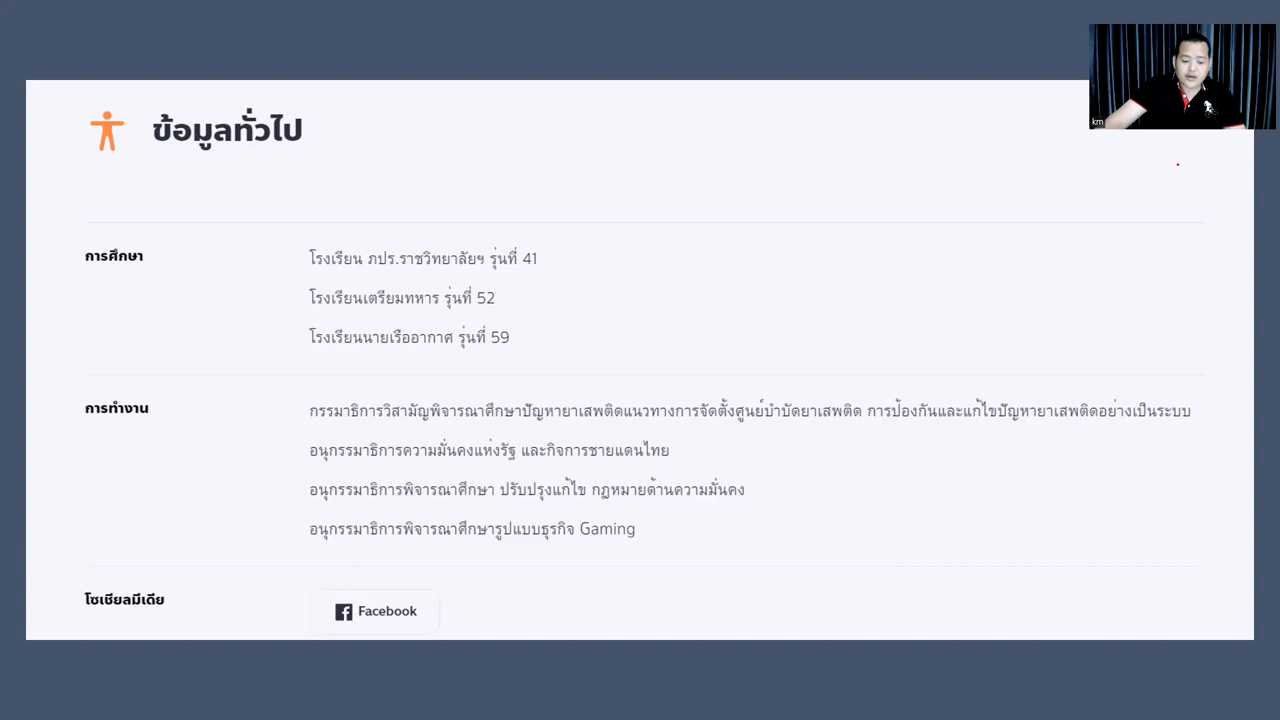 km
ข้อมูลทั่วไป
การศึกษา
โรงเรียน ภปร.ราชวิทยาลัยฯ รุ่นที่ 41
โรงเรียนเตรียมทหาร รุ่นที่ 52
โรงเรียนนายเรืออากาศ รุ่นที่ 59
การทำงาน
กรรมาธิการวิสามัญพิจารณาศึกษาปัญหายาเสพติดแนวทางการจัดตั้งศูนย์บำบัดยาเสพติด การป้องกันและแก้ไขปัญหายาเสพติดอย่างเป็นระบบ
อนุกรรมาธิการความมั่นคงแห่งรัฐ และกิจการชายแดนไทย
อนุกรรมาธิการพิจารณาศึกษา ปรับปรุงแก้ไข กฎหมายด้านความมั่นคง
อนุกรรมาธิการพิจารณาศึกษารูปแบบธุรกิจ Gaming
โซเชียลมีเดีย
Facebook